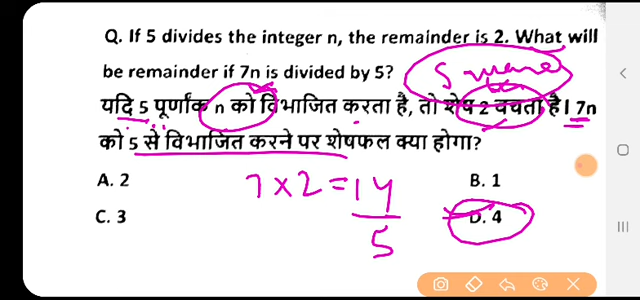 Q. If 5 divides the integer n, the remainder is 2. What will
be remainder if 7n is divided by 5?
यदि 5 पूर्णांक n को विभाजित करता है, तो शेष 2 बचता है। 7n
को 5 से विभाजित करने पर शेषफल क्या होगा?
A. 2
B. 1
C. 3
D. 4
7 × 2 = 14
5